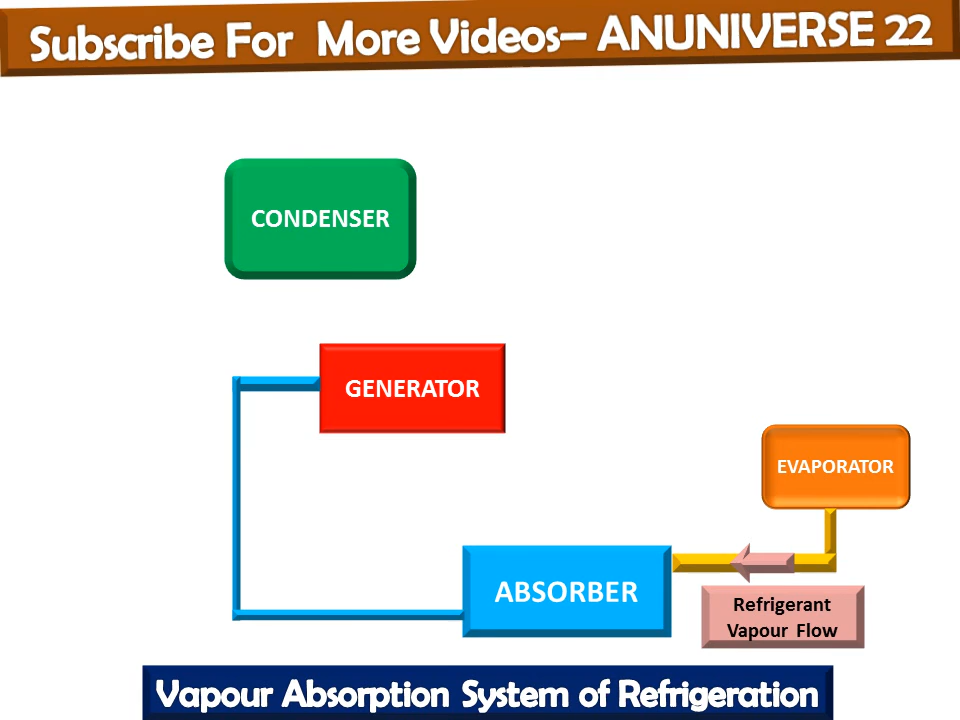 Subscribe For More Videos– ANUNIVERSE 22
CONDENSER
GENERATOR
EVAPORATOR
ABSORBER
Refrigerant
Vapour Flow
Vapour Absorption System of Refrigeration